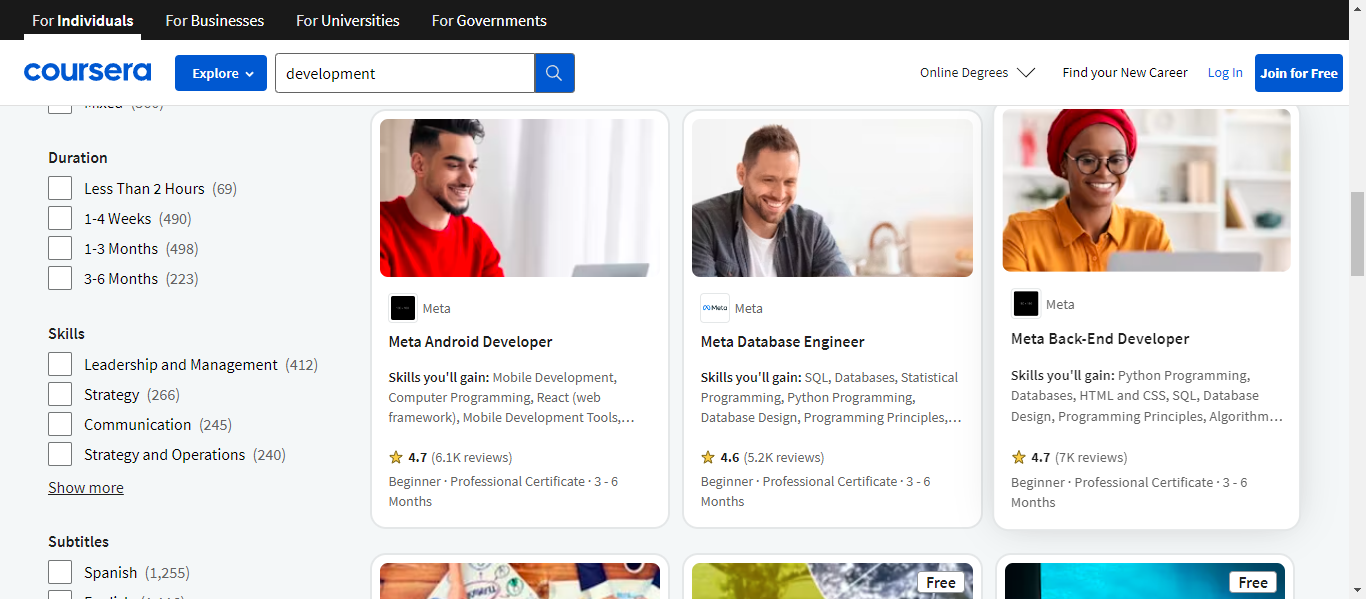 For Individuals
For Businesses
For Universities
For Governments
coursera
Explore
development
Online Degrees
Find your New Career
Log In
Join for Free
Duration
Less Than 2 Hours (69)
1-4 Weeks (490)
1-3 Months (498)
3-6 Months (223)
Skills
Leadership and Management (412)
Strategy (266)
Communication (245)
Strategy and Operations (240)
Show more
Subtitles
Spanish (1,255)
Meta
Meta Android Developer
Skills you'll gain: Mobile Development,
Computer Programming, React (web
framework), Mobile Development Tools,…
4.7 (6.1K reviews)
Beginner · Professional Certificate · 3 - 6
Months
Meta
Meta
Meta Database Engineer
Skills you'll gain: SQL, Databases, Statistical
Programming, Python Programming,
Database Design, Programming Principles,…
4.6 (5.2K reviews)
Beginner · Professional Certificate · 3 - 6
Months
Meta
Meta Back-End Developer
Skills you'll gain: Python Programming,
Databases, HTML and CSS, SQL, Database
Design, Programming Principles, Algorithm…
4.7 (7K reviews)
Beginner · Professional Certificate · 3 - 6
Months
Free
Free